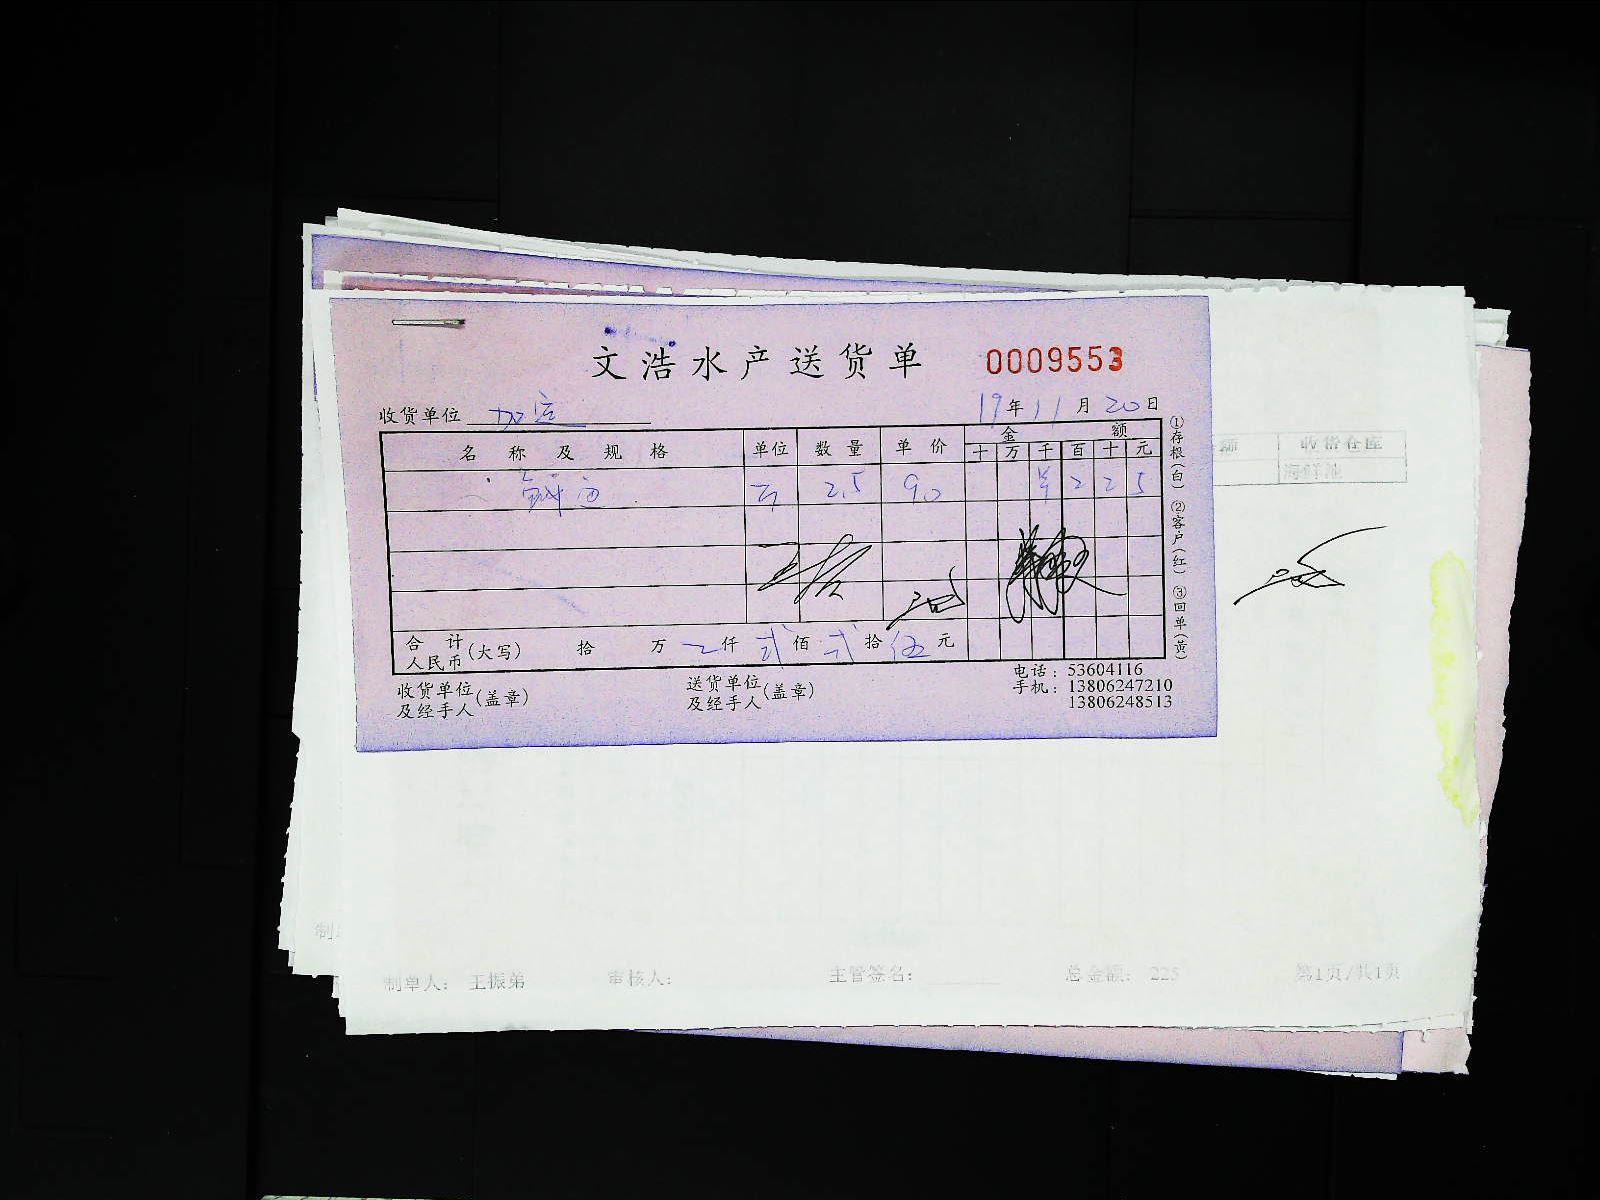 文浩水产送货单 0009553
收货单位 加运 19年11月20日
名称及规格 单位 数量 单价 金额
十 万 千 百 十 元
鱼 斤 2.5 90 ¥ 2 2 5
合计人民币(大写) 拾 万 仟 贰佰 贰拾 伍元
①存根(白) ②客户(红) ③回单(黄)
收货单位及经手人(盖章) 送货单位及经手人(盖章)
电话:53604116
手机:13806247210
13806248513
额 收货仓库
海鲜池
制单人: 王振弟 审核人: 主管签名: 总金额: 225 第1页/共1页